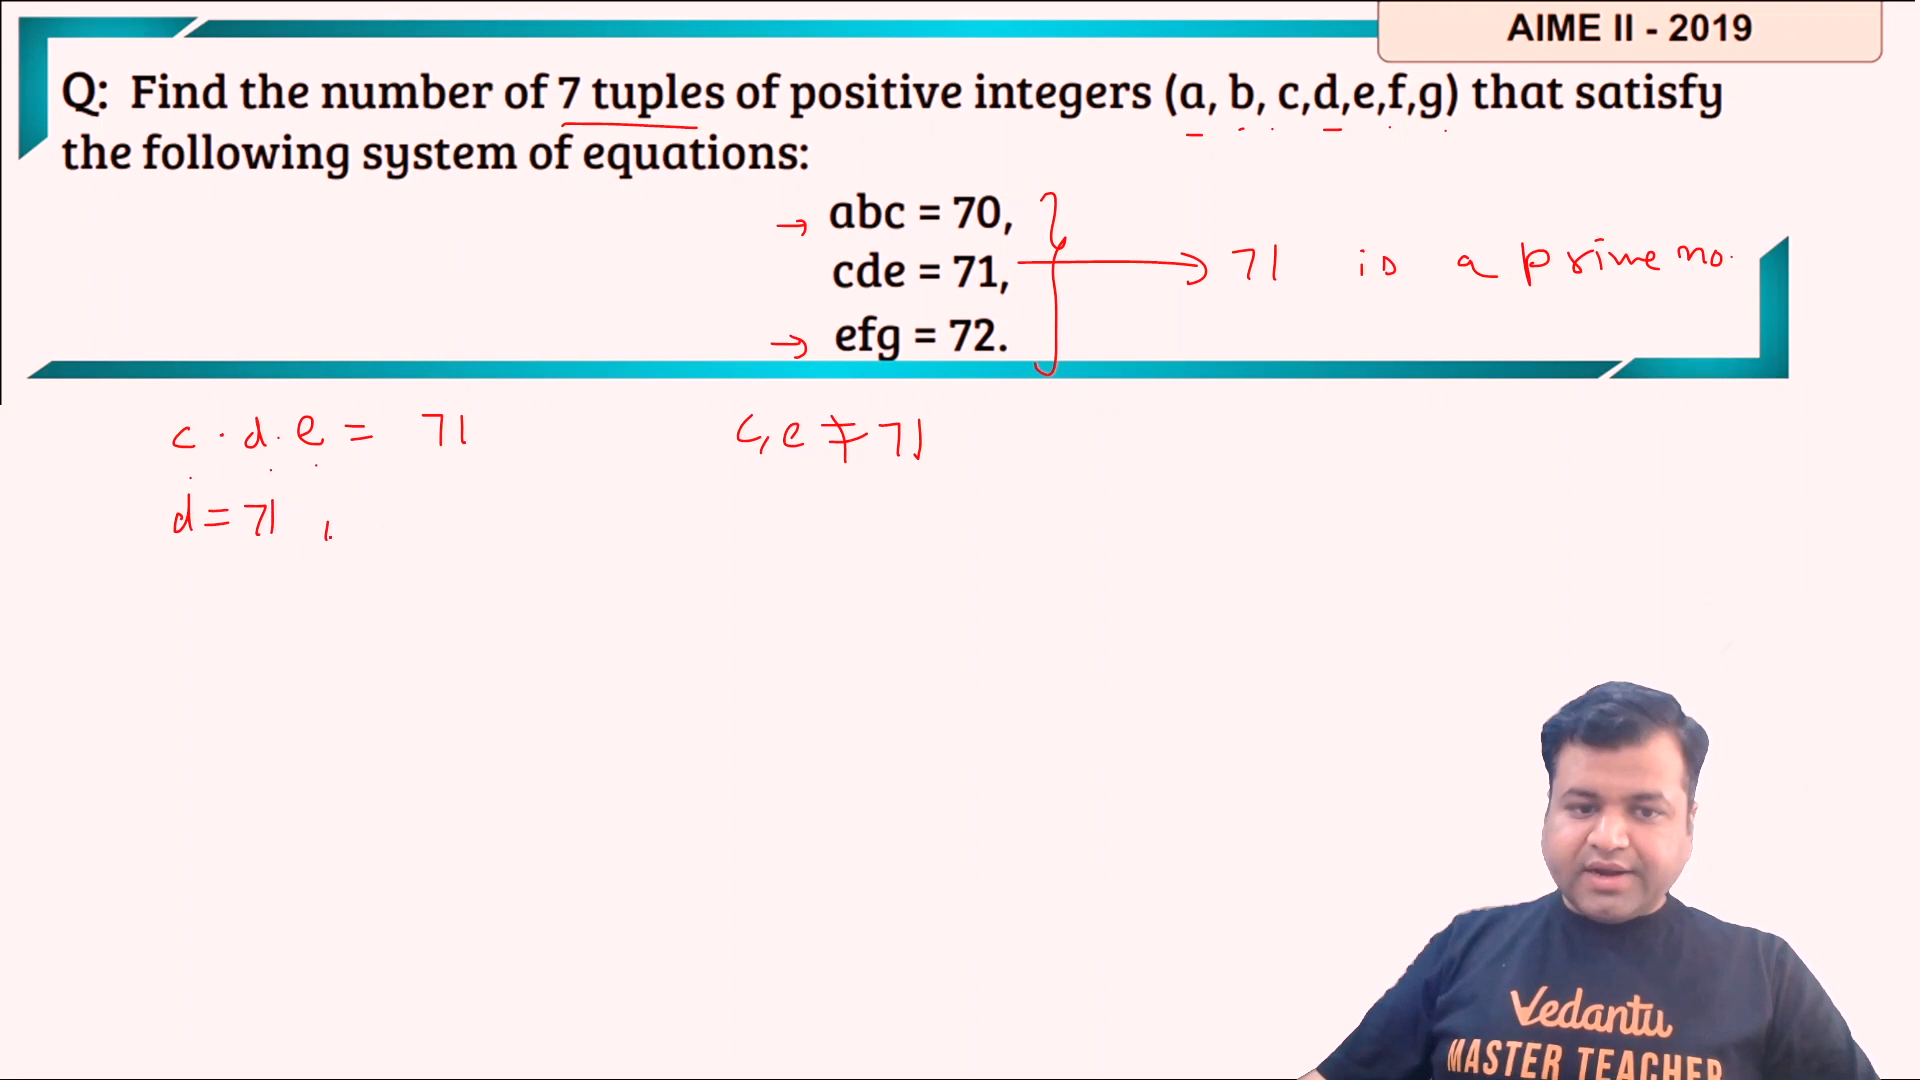 AIME II - 2019
Q: Find the number of 7 tuples of positive integers (a, b, c,d,e,f,g) that satisfy
the following system of equations:
→ abc = 70,
cde = 71, → 71 is a prime no.
→ efg = 72.
c · d · e = 71 c, e ≠ 71
d = 71 ,
Vedantu
MASTER TEACHER